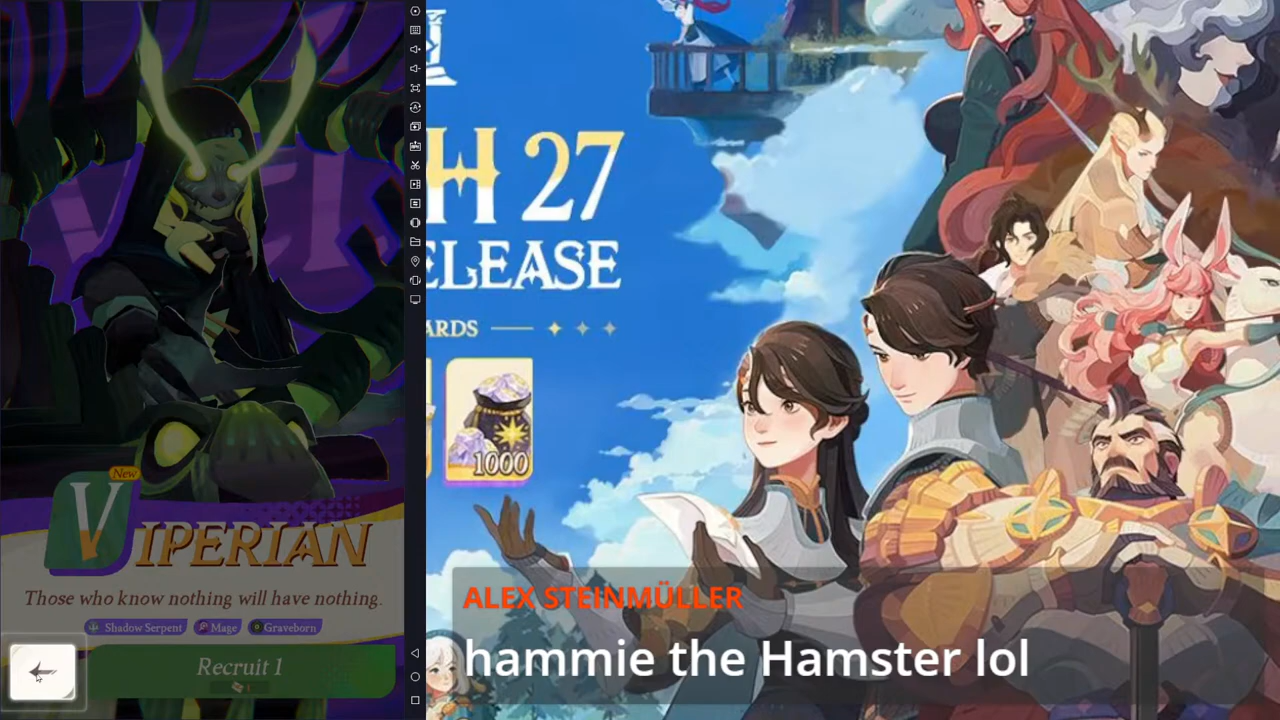 New
VIPERIAN
Those who know nothing will have nothing.
Shadow Serpent Mage Graveborn
Recruit 1
1
H 27
ELEASE
ARDS
1000
ALEX STEINMÜLLER
hammie the Hamster lol